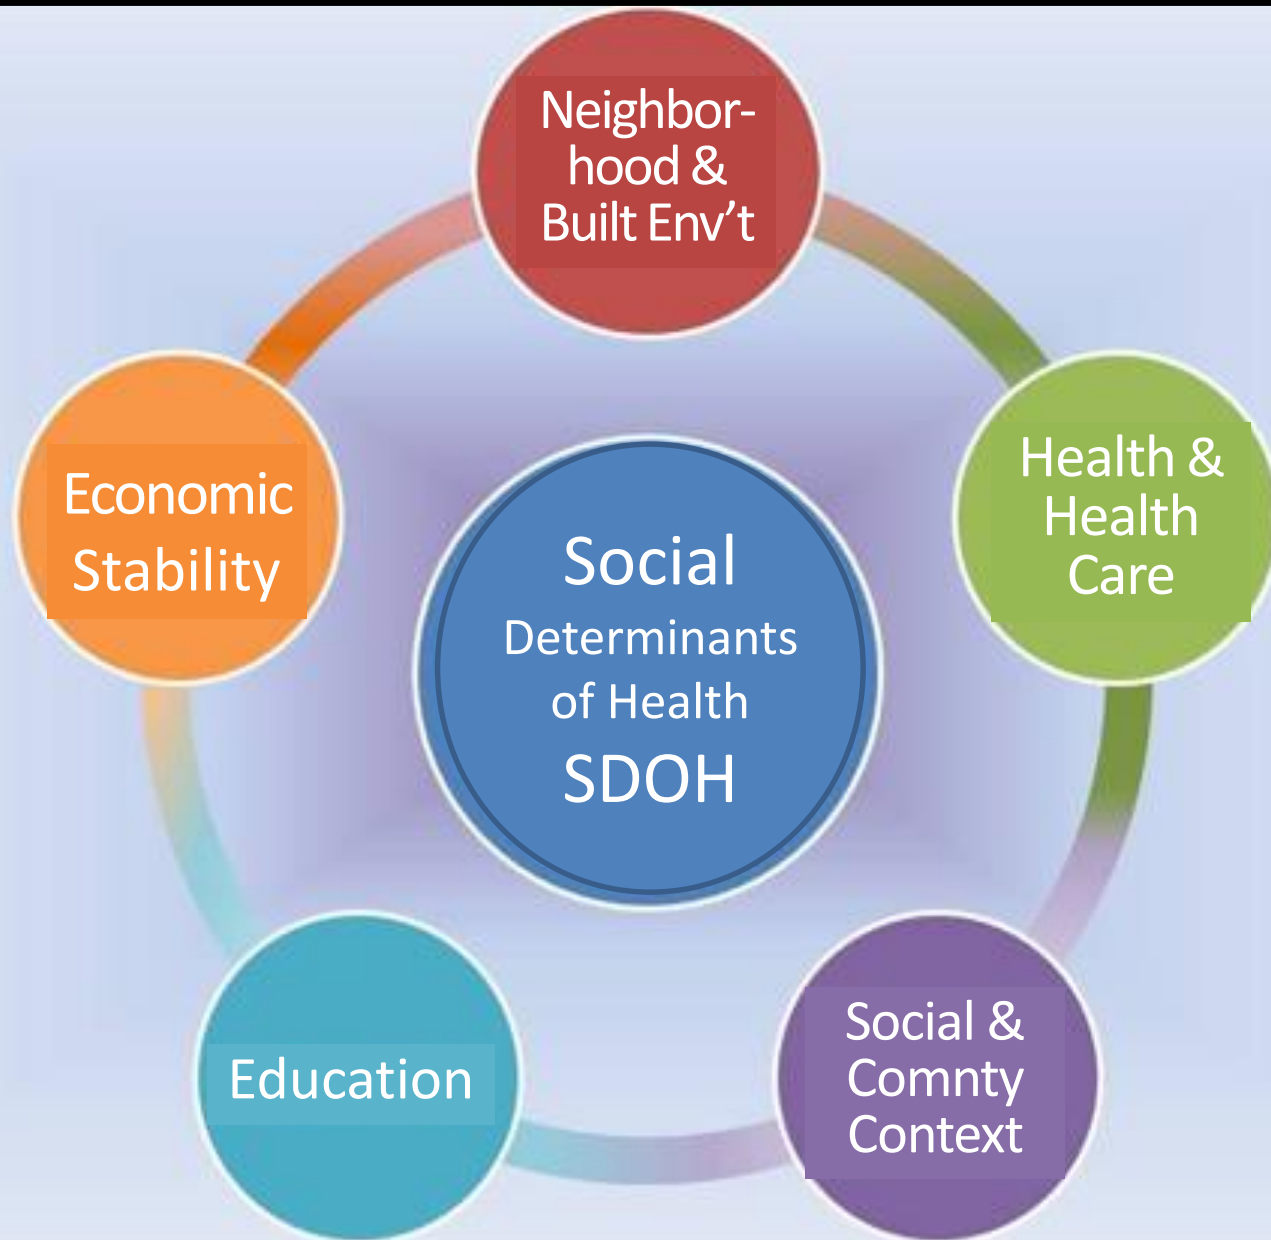 Neighbor-
hood &
Built Env’t
Health &
Health
Care
Economic
Stability
Social
Determinants
of Health
SDOH
Social &
Comnty
Context
Education